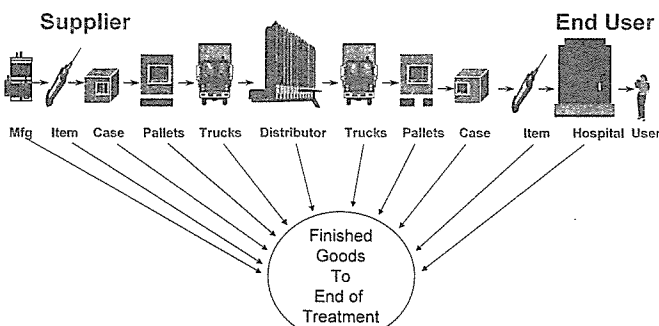 Supplier
End User
Mfg Item Case Pallets Trucks Distributor Trucks Pallets Case Item Hospital User
Finished
Goods
To
End of
Treatment